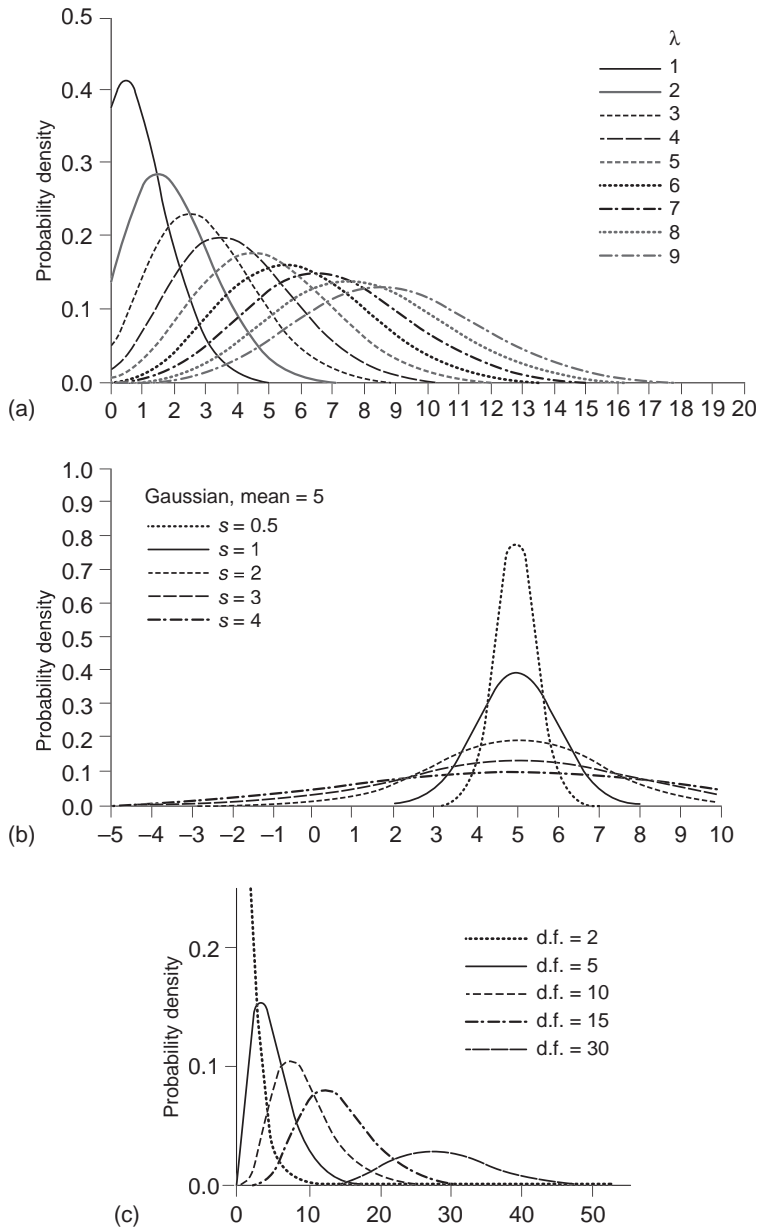 0.5
0.4
0.3
0.2
0.1
0.0
Probability density
λ
1
2
3
4
5
6
7
8
9
0 1 2 3 4 5 6 7 8 9 10 11 12 13 14 15 16 17 18 19 20
(a)
1.0
0.9
0.8
0.7
0.6
0.5
0.4
0.3
0.2
0.1
0.0
Probability density
Gaussian, mean = 5
s = 0.5
s = 1
s = 2
s = 3
s = 4
–5 –4 –3 –2 –1 0 1 2 3 4 5 6 7 8 9 10
(b)
0.2
0.1
0.0
Probability density
d.f. = 2
d.f. = 5
d.f. = 10
d.f. = 15
d.f. = 30
0 10 20 30 40 50
(c)